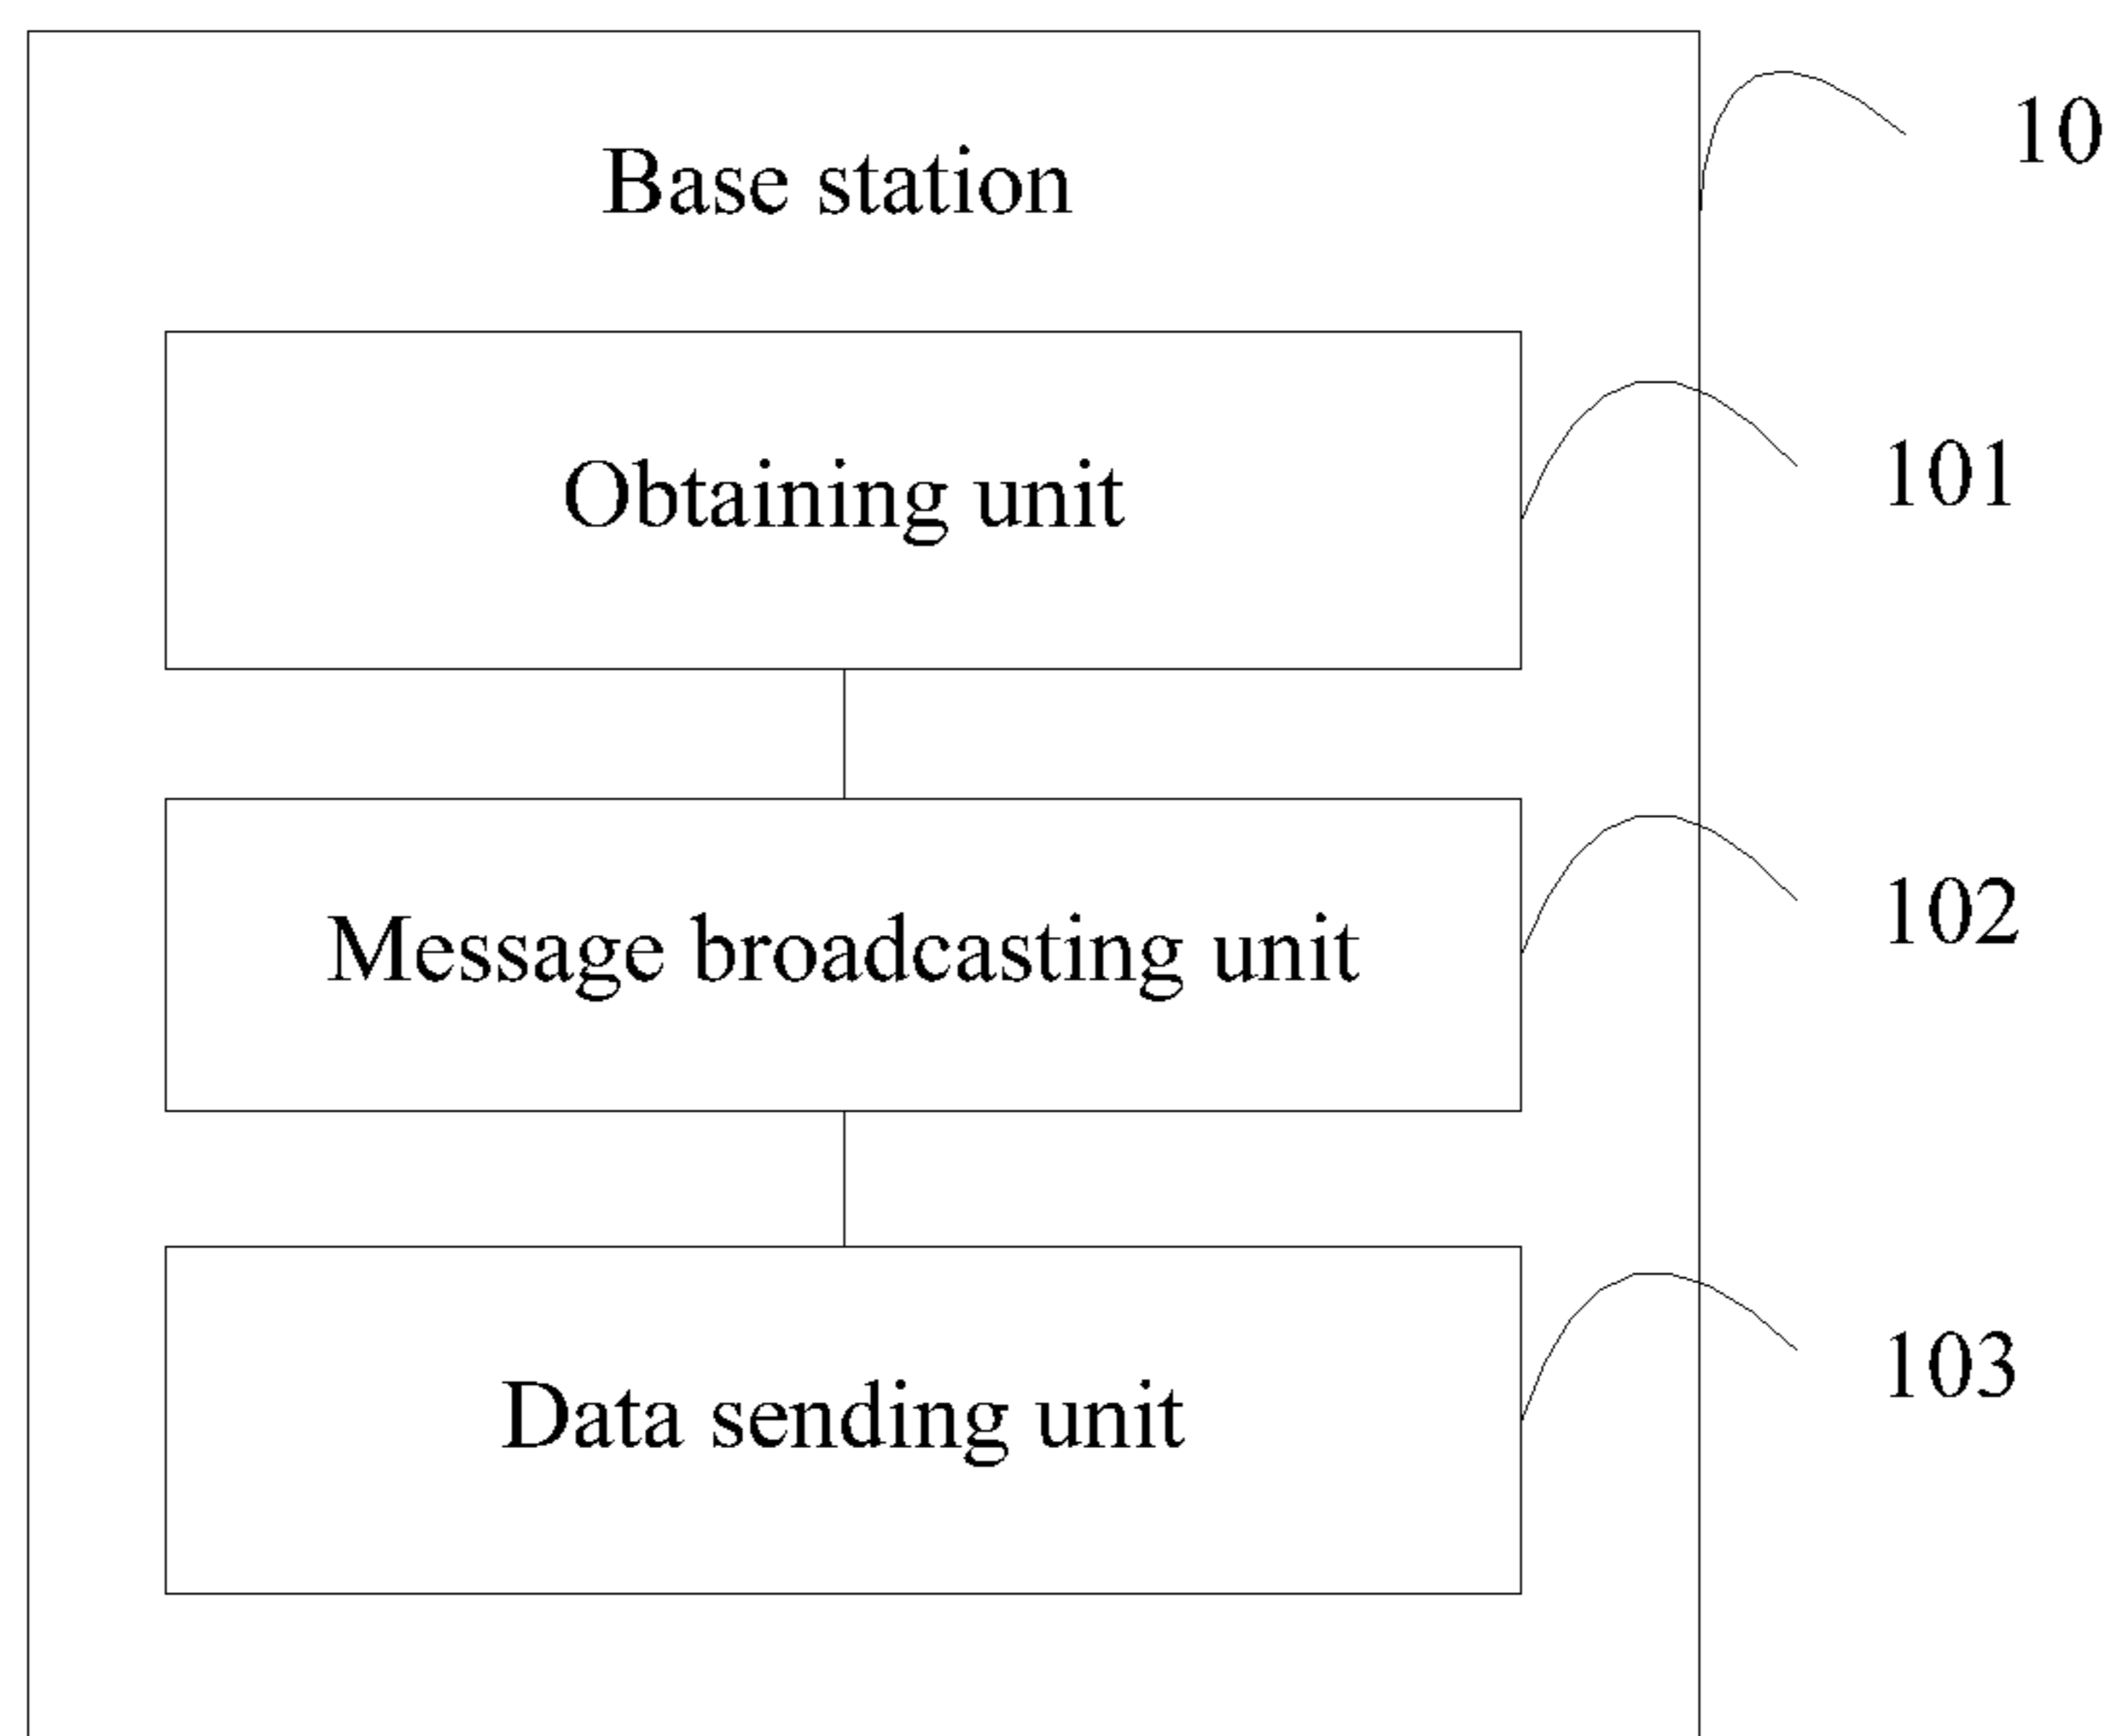 Base station
10
Obtaining unit
101
Message broadcasting unit
102
Data sending unit
103